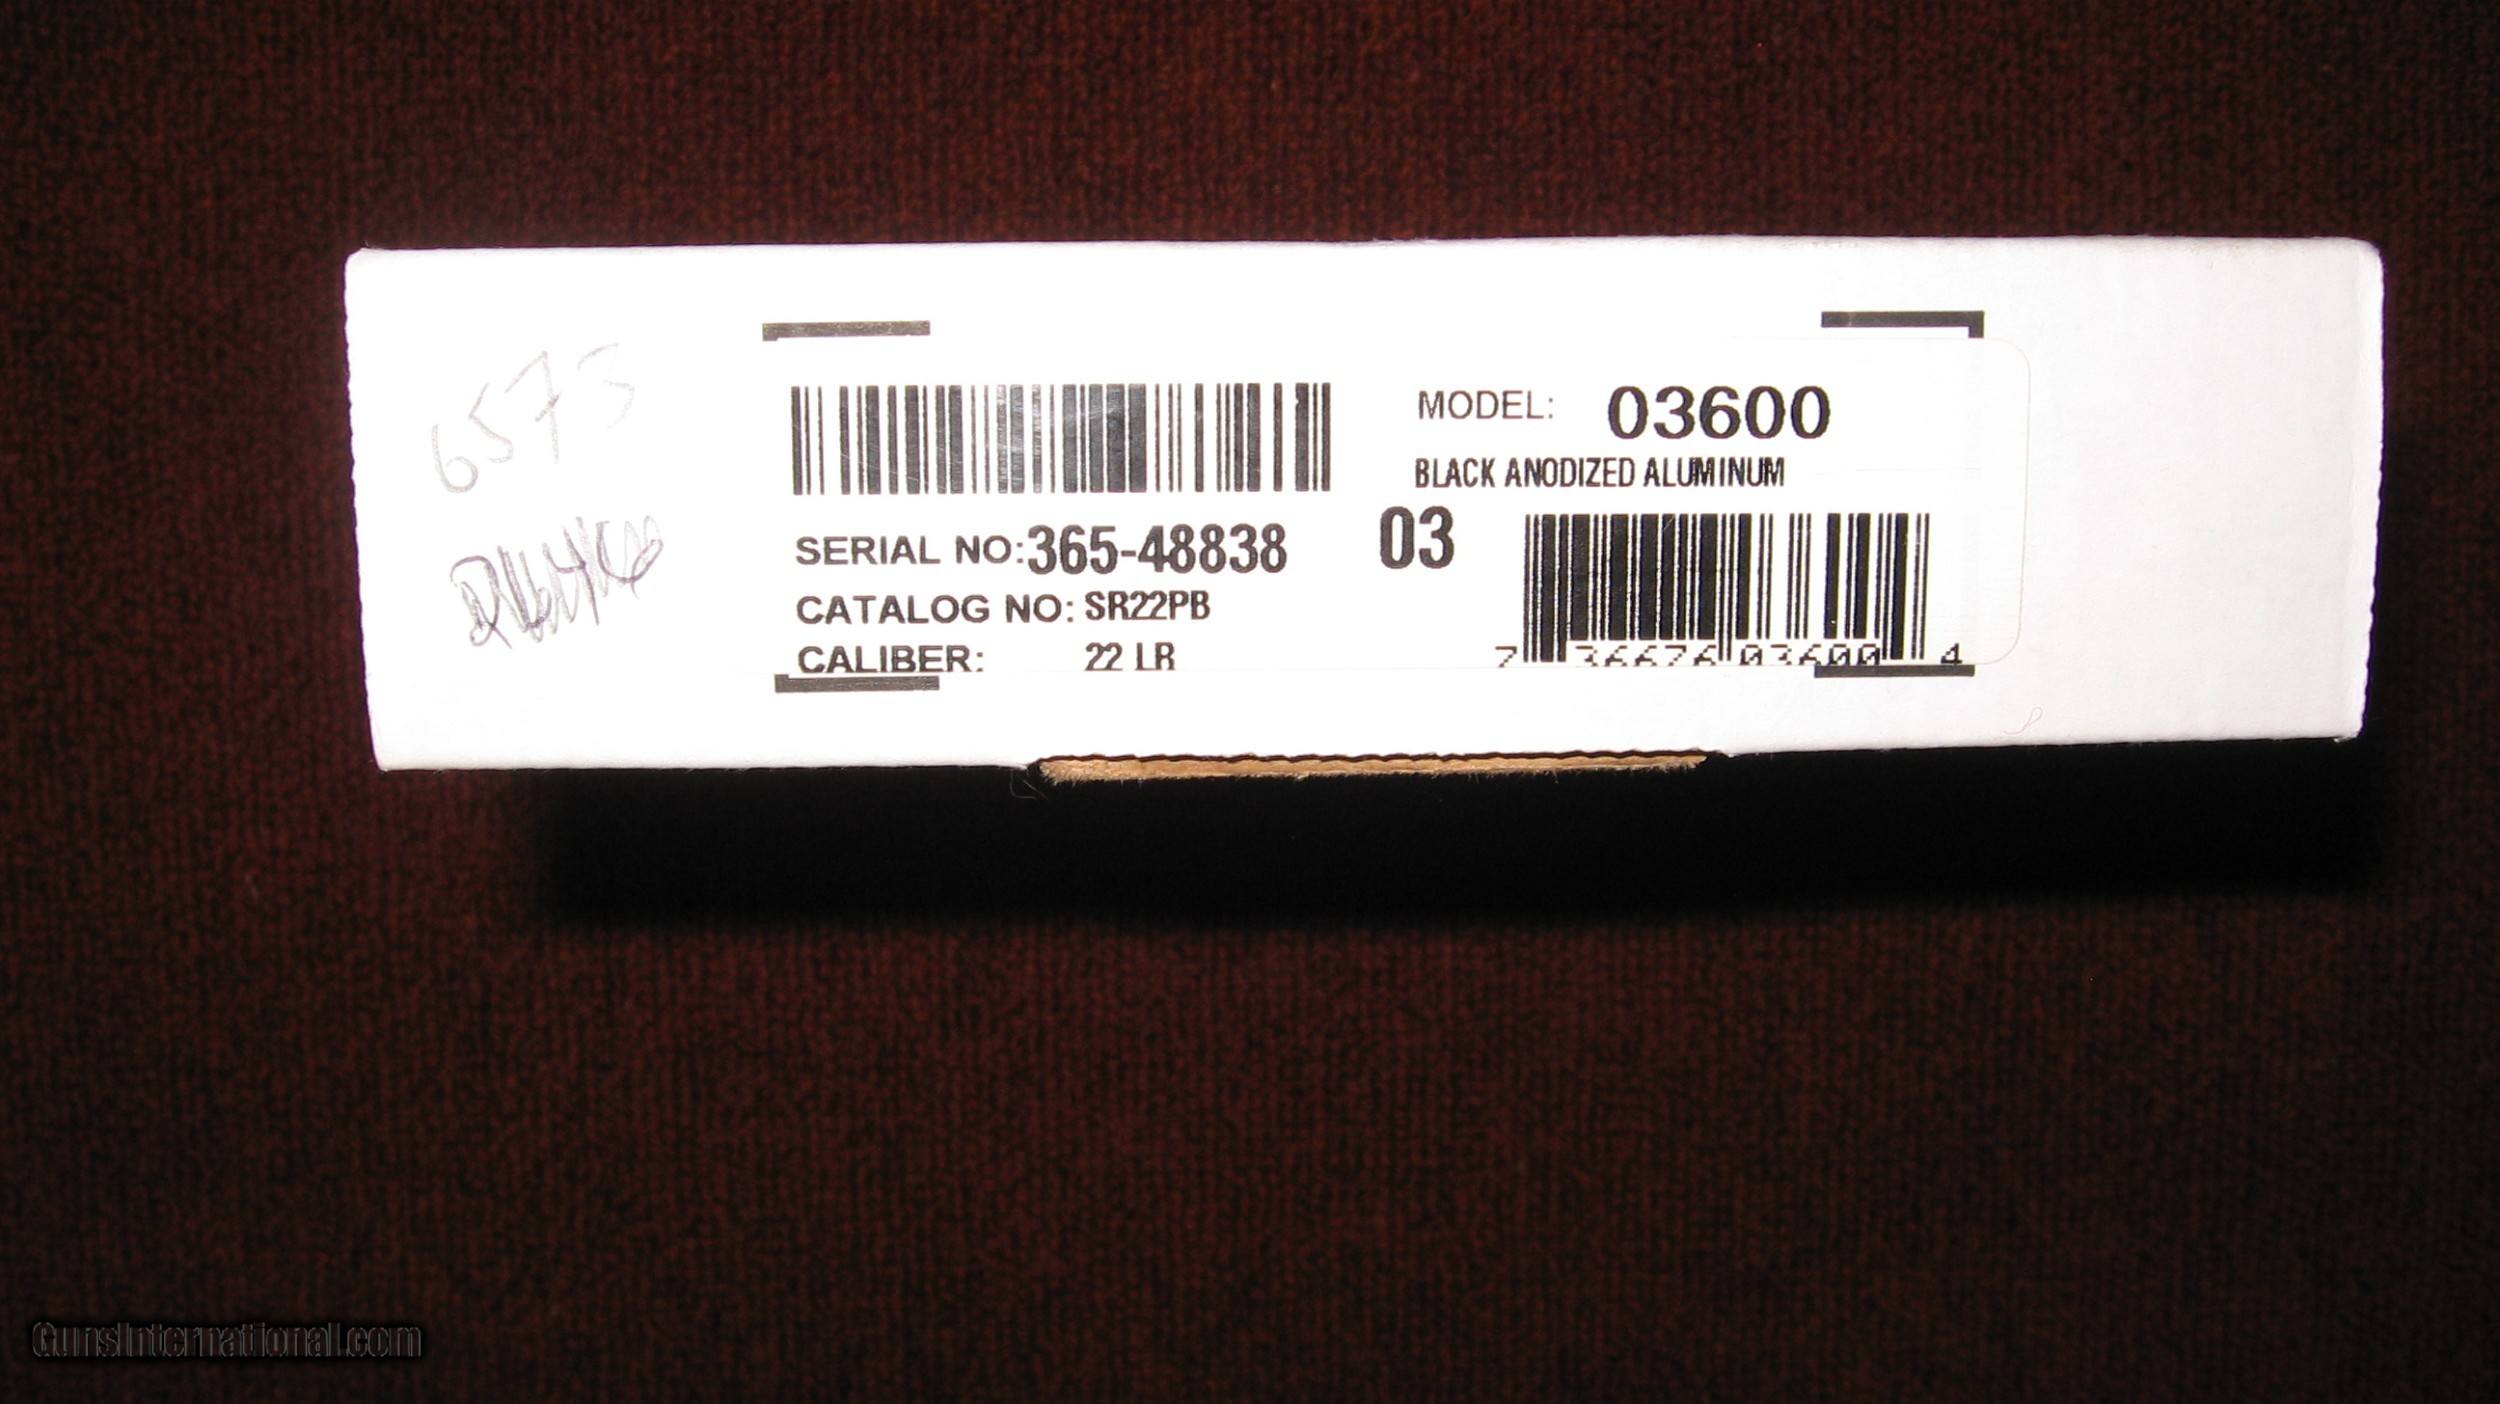 6573
MODEL: 03600
BLACK ANODIZED ALUMINUM
SERIAL NO:365-48838
03
CATALOG NO: SR22PB
CALIBER: 22 LR
7 36676 03600 4
GunsInternational.com